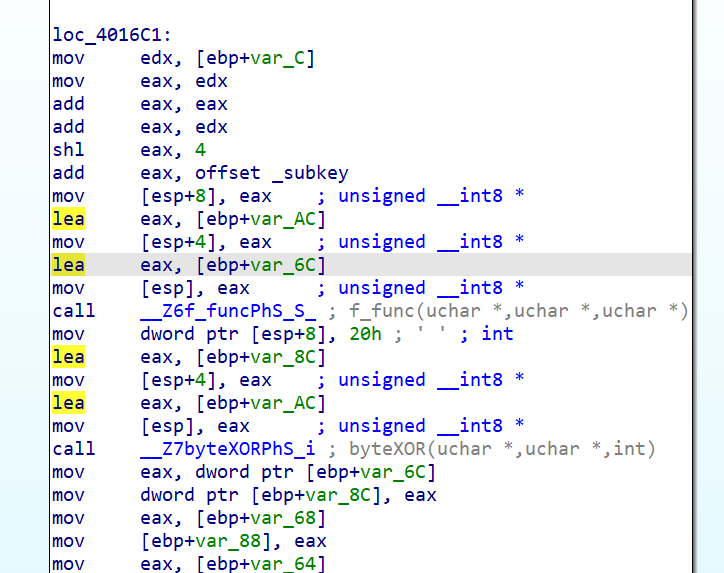 loc_4016C1:
mov edx, [ebp+var_C]
mov eax, edx
add eax, eax
add eax, edx
shl eax, 4
add eax, offset _subkey
mov [esp+8], eax ; unsigned __int8 *
lea eax, [ebp+var_AC]
mov [esp+4], eax ; unsigned __int8 *
lea eax, [ebp+var_6C]
mov [esp], eax ; unsigned __int8 *
call __Z6f_funcPhS_S_ ; f_func(uchar *,uchar *,uchar *)
mov dword ptr [esp+8], 20h ; ' ' ; int
lea eax, [ebp+var_8C]
mov [esp+4], eax ; unsigned __int8 *
lea eax, [ebp+var_AC]
mov [esp], eax ; unsigned __int8 *
call __Z7byteXORPhS_i ; byteXOR(uchar *,uchar *,int)
mov eax, dword ptr [ebp+var_6C]
mov dword ptr [ebp+var_8C], eax
mov eax, [ebp+var_68]
mov [ebp+var_88], eax
mov eax, [ebp+var_64]